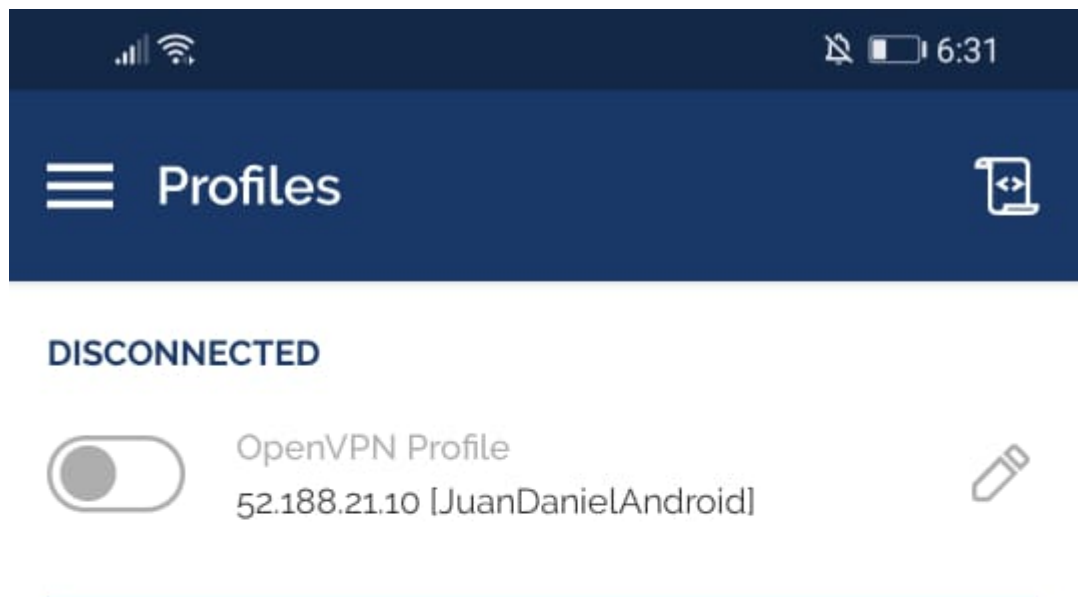 6:31
Profiles
DISCONNECTED
OpenVPN Profile
52.188.21.10 [JuanDanielAndroid]